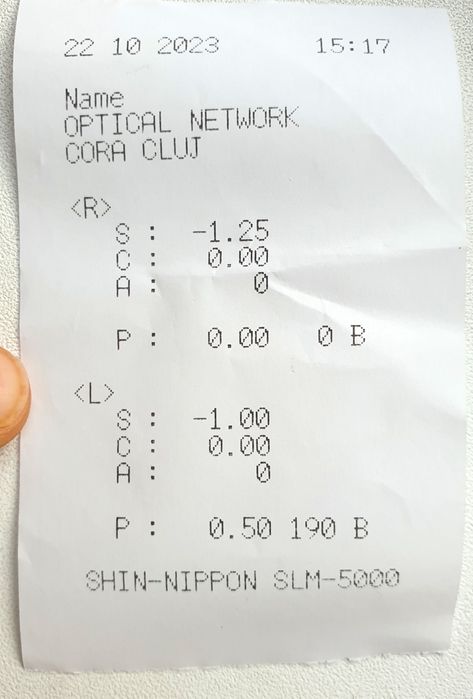 22 10 2023 15:17
Name
OPTICAL NETWORK
CORA CLUJ
<R>
S : -1.25
C : 0.00
A : 0
P : 0.00 0 B
<L>
S : -1.00
C : 0.00
A : 0
P : 0.50 190 B
SHIN-NIPPON SLM-5000